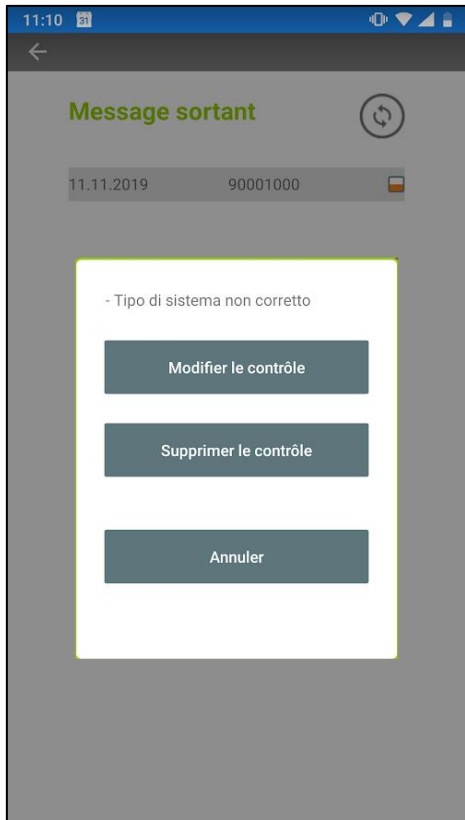 11:10 31
Message sortant
11.11.2019 90001000
- Tipo di sistema non corretto
Modifier le contrôle
Supprimer le contrôle
Annuler